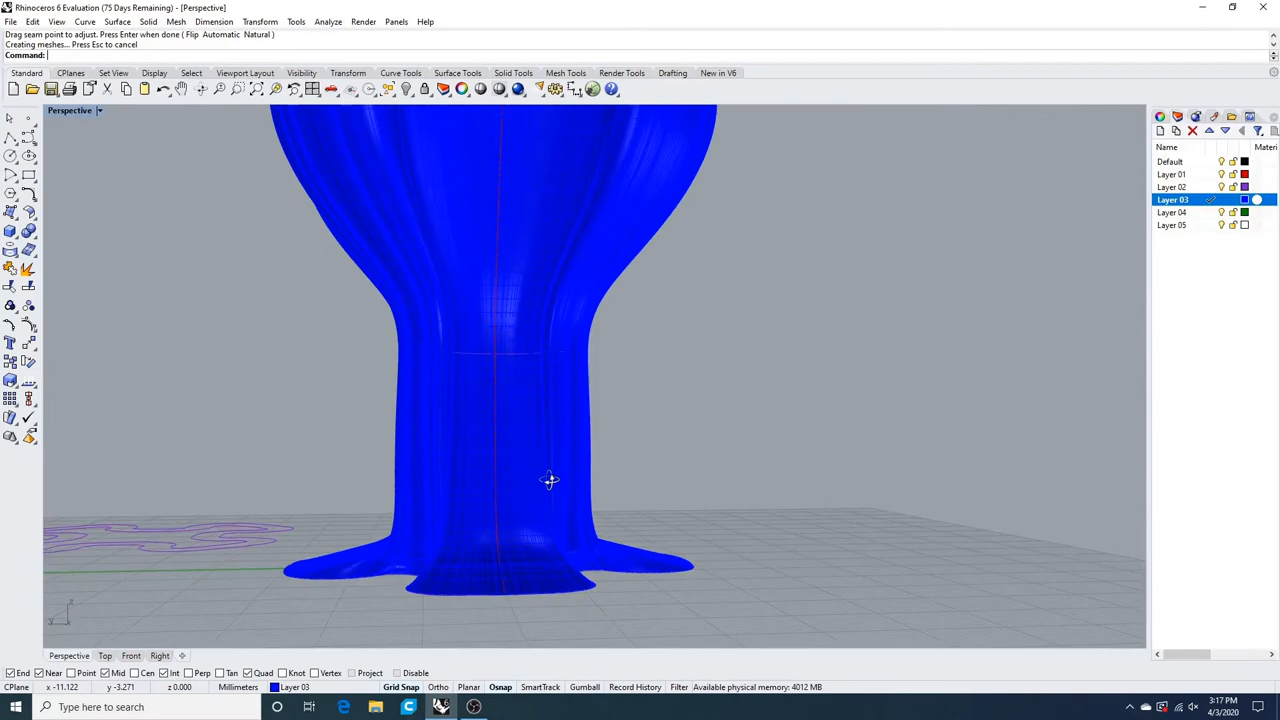 Rhinoceros 6 Evaluation (75 Days Remaining) - [Perspective]
File Edit View Curve Surface Solid Mesh Dimension Transform Tools Analyze Render Panels Help
Drag seam point to adjust. Press Enter when done ( Flip Automatic Natural )
Creating meshes... Press Esc to cancel
Command:
Standard CPlanes Set View Display Select Viewport Layout Visibility Transform Curve Tools Surface Tools Solid Tools Mesh Tools Render Tools Drafting New in V6
Perspective
Name Materi
Default
Layer 01
Layer 02
Layer 03
Layer 04
Layer 05
z
y x
Perspective Top Front Right
End Near Point Mid Cen Int Perp Tan Quad Knot Vertex Project Disable
CPlane x -11.122 y -3.271 z 0.000 Millimeters Layer 03 Grid Snap Ortho Planar Osnap SmartTrack Gumball Record History Filter Available physical memory: 4012 MB
Type here to search
3:17 PM
4/3/2020